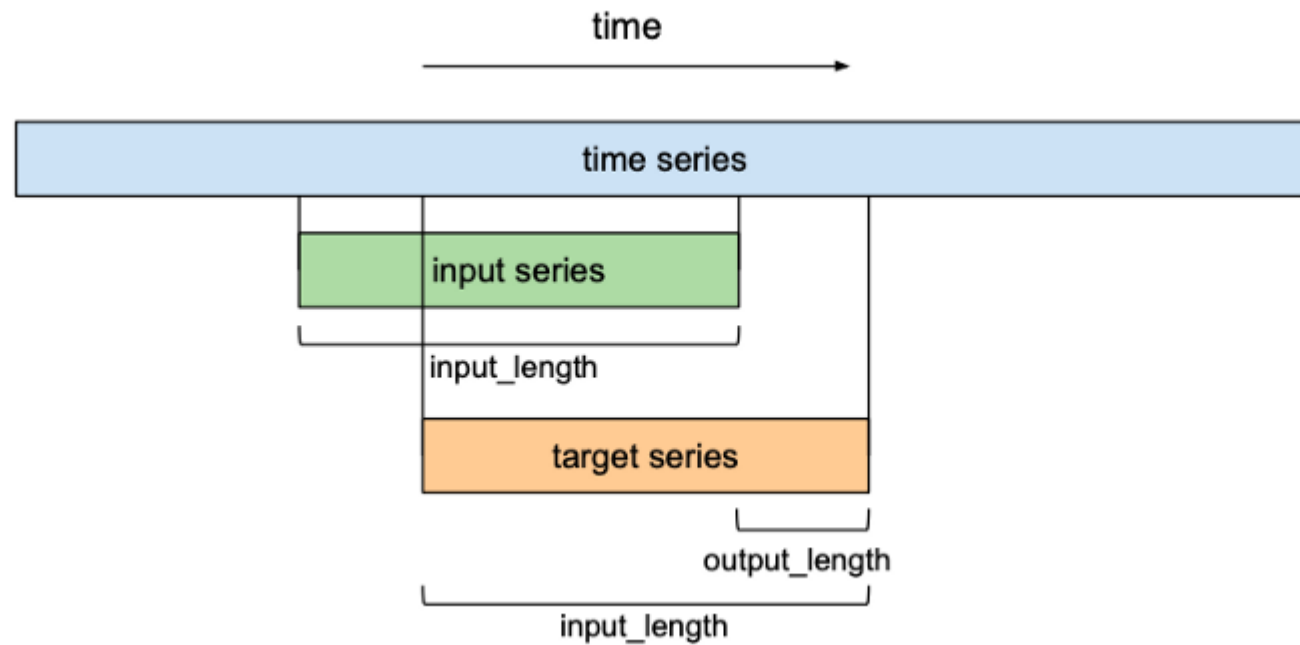 time
time series
input series
input_length
target series
output_length
input_length